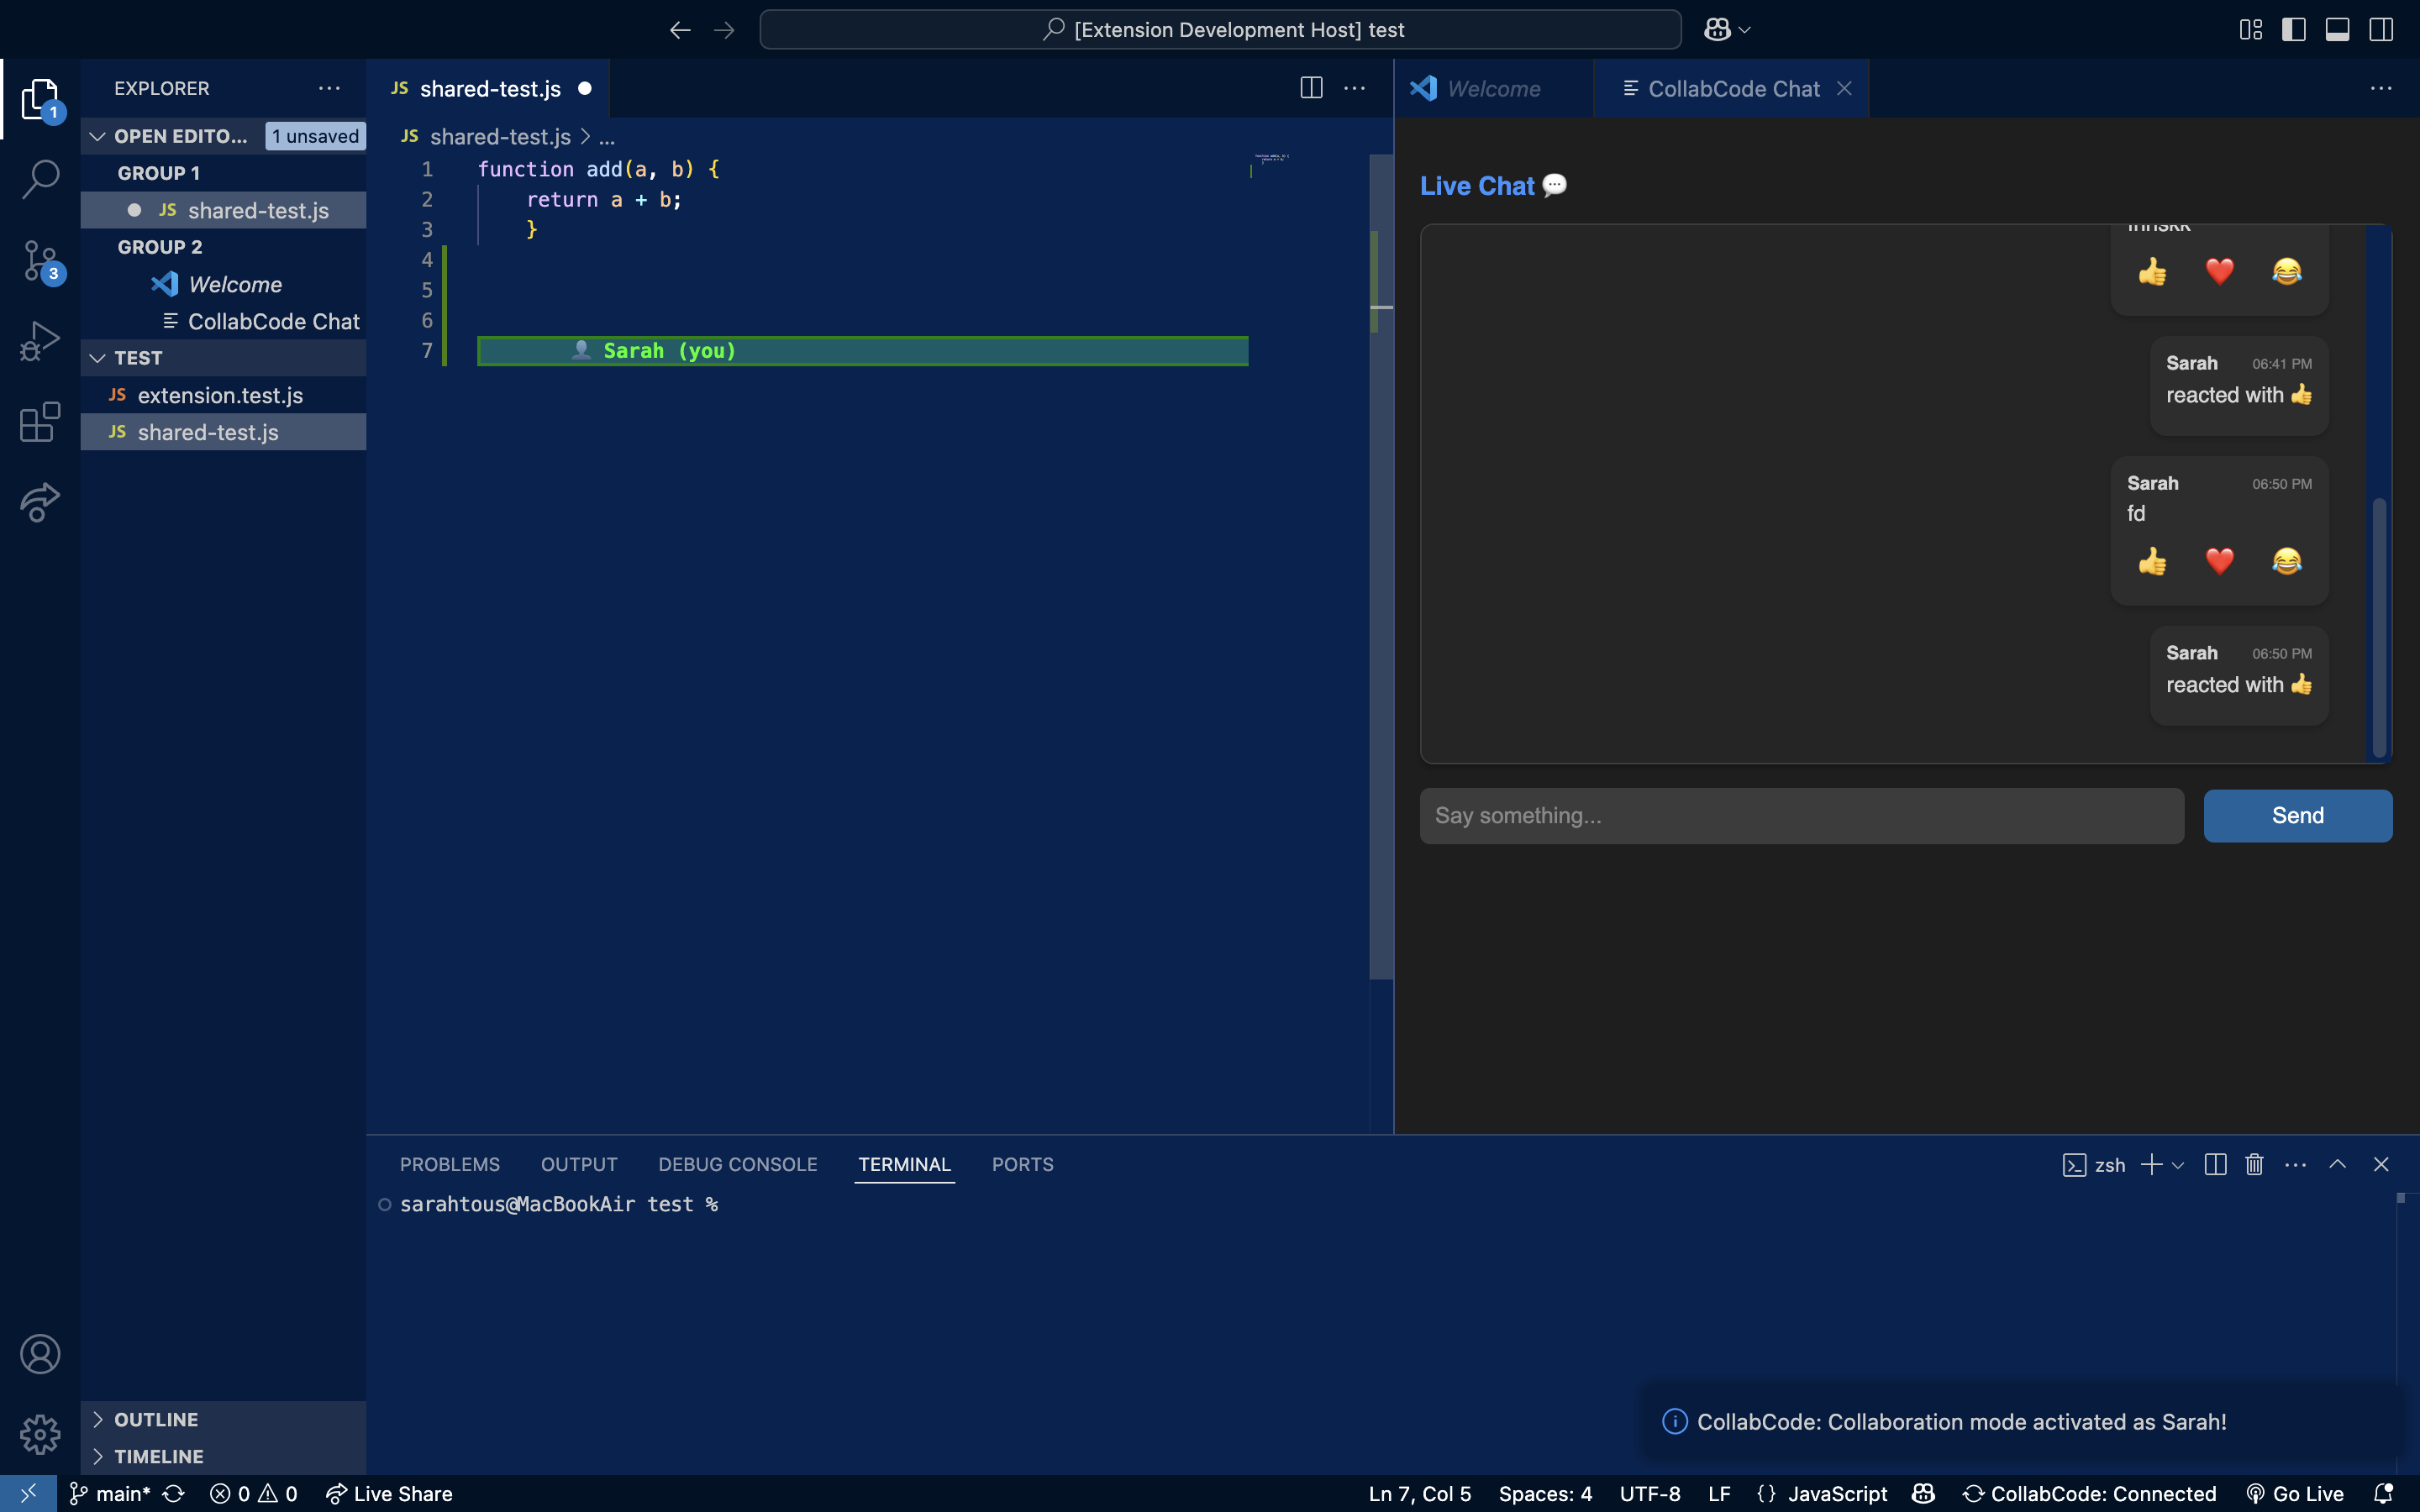 [Extension Development Host] test
EXPLORER
OPEN EDITO... 1 unsaved
GROUP 1
JS shared-test.js
GROUP 2
Welcome
CollabCode Chat
TEST
JS extension.test.js
JS shared-test.js
OUTLINE
TIMELINE
1
3
JS shared-test.js
JS shared-test.js > ...
1 function add(a, b) {
2 return a + b;
3 }
4
5
6
7 👤 Sarah (you)
Welcome
CollabCode Chat
Live Chat 💬
👍 ❤️ 😂
Sarah 06:41 PM
reacted with 👍
Sarah 06:50 PM
fd
👍 ❤️ 😂
Sarah 06:50 PM
reacted with 👍
Say something...
Send
PROBLEMS OUTPUT DEBUG CONSOLE TERMINAL PORTS
zsh
sarahtous@MacBookAir test %
CollabCode: Collaboration mode activated as Sarah!
main* 0 0 Live Share
Ln 7, Col 5 Spaces: 4 UTF-8 LF {} JavaScript CollabCode: Connected Go Live